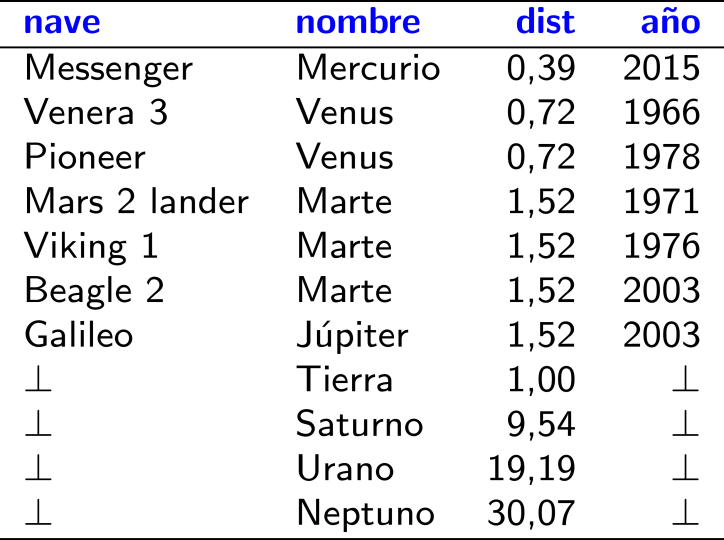 nave nombre dist año
Messenger Mercurio 0,39 2015
Venera 3 Venus 0,72 1966
Pioneer Venus 0,72 1978
Mars 2 lander Marte 1,52 1971
Viking 1 Marte 1,52 1976
Beagle 2 Marte 1,52 2003
Galileo Júpiter 1,52 2003
⊥ Tierra 1,00 ⊥
⊥ Saturno 9,54 ⊥
⊥ Urano 19,19 ⊥
⊥ Neptuno 30,07 ⊥